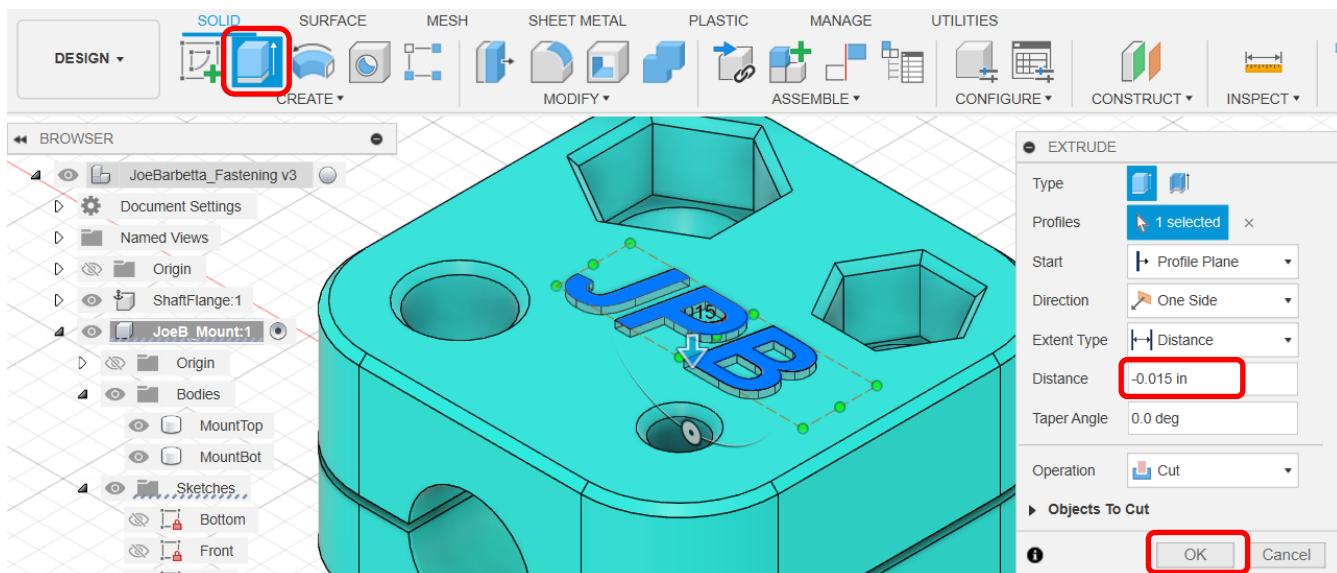 SOLID SURFACE MESH SHEET METAL PLASTIC MANAGE UTILITIES
DESIGN ▾
CREATE ▾ MODIFY ▾ ASSEMBLE ▾ CONFIGURE ▾ CONSTRUCT ▾ INSPECT ▾
BROWSER
JoeBarbetta_Fastening v3
Document Settings
Named Views
Origin
ShaftFlange:1
JoeB_Mount:1
Origin
Bodies
MountTop
MountBot
Sketches
Bottom
Front
JPB
15
EXTRUDE
Type
Profiles 1 selected ×
Start Profile Plane
Direction One Side
Extent Type Distance
Distance -0.015 in
Taper Angle 0.0 deg
Operation Cut
Objects To Cut
OK Cancel